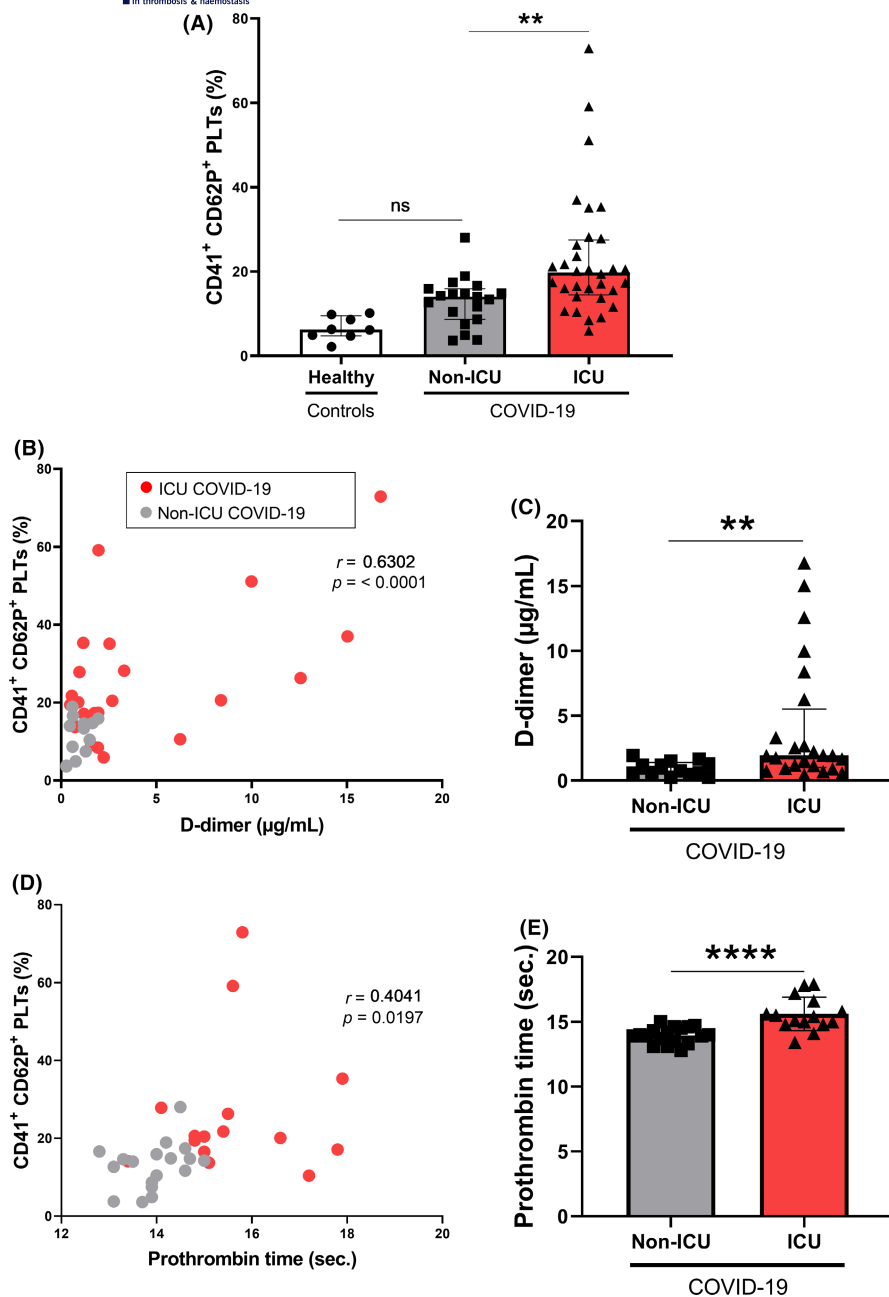 in thrombosis & haemostasis
(A)
80
60
40
20
0
CD41+ CD62P+ PLTs (%)
ns
**
Healthy
Non-ICU
ICU
Controls
COVID-19
(B)
80
60
40
20
0
CD41+ CD62P+ PLTs (%)
ICU COVID-19
Non-ICU COVID-19
r = 0.6302
p = < 0.0001
0 5 10 15 20
D-dimer (µg/mL)
(C)
20
15
10
5
0
D-dimer (µg/mL)
**
Non-ICU
ICU
COVID-19
(D)
80
60
40
20
0
CD41+ CD62P+ PLTs (%)
r = 0.4041
p = 0.0197
12 14 16 18 20
Prothrombin time (sec.)
(E)
20
15
10
5
0
Prothrombin time (sec.)
****
Non-ICU
ICU
COVID-19